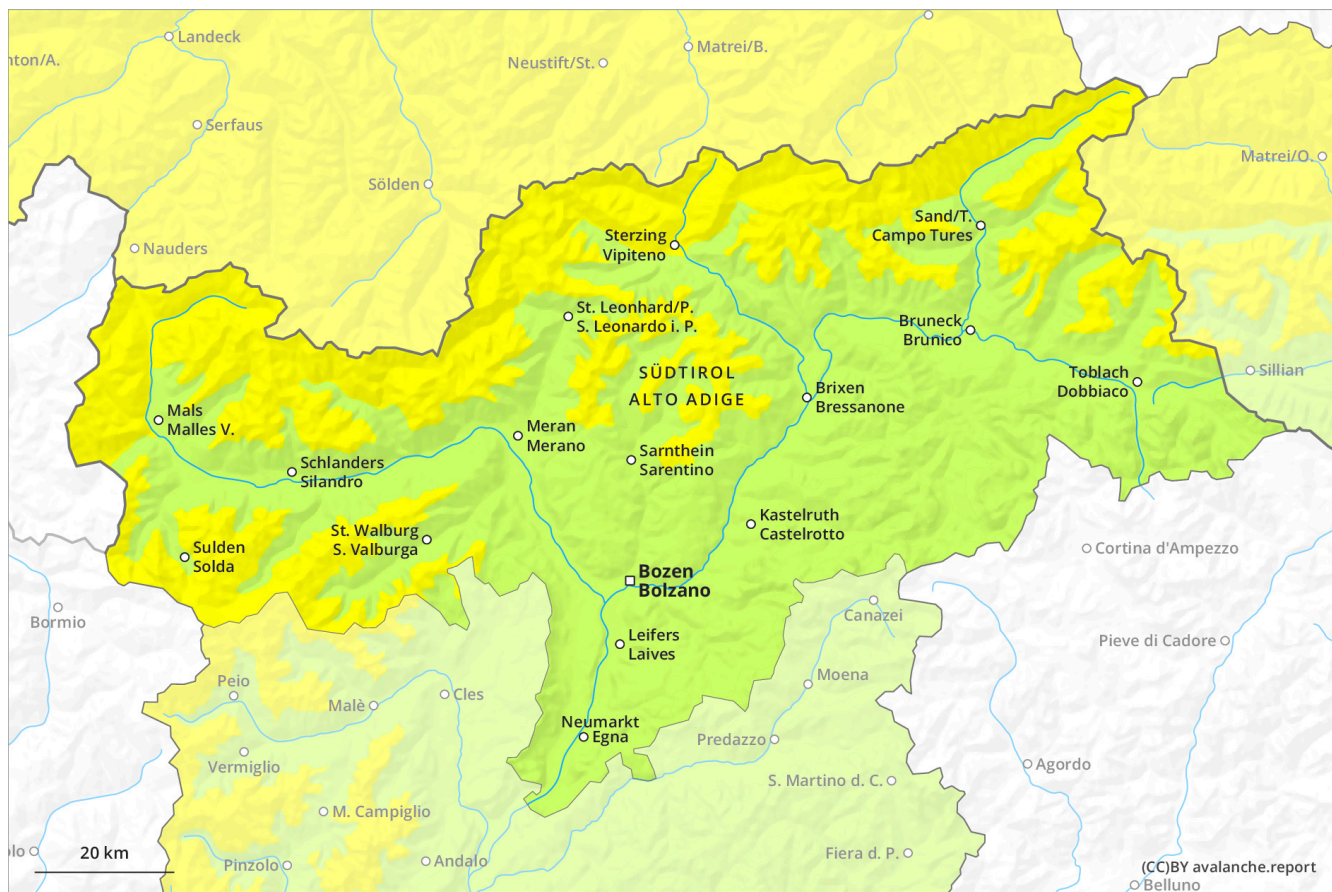 Landeck
nton/A.
Matrei/B.
Neustift/St.
Serfaus
Matrei/O.
Sölden
Sand/T.
Campo Tures
Nauders
Sterzing
Vipiteno
St. Leonhard/P.
S. Leonardo i. P.
Bruneck
Brunico
SÜDTIROL
ALTO ADIGE
Toblach
Dobbiaco
Sillian
Brixen
Bressanone
Mals
Malles V.
Meran
Merano
Sarnthein
Sarentino
Schlanders
Silandro
Kastelruth
Castelrotto
St. Walburg
S. Valburga
Sulden
Solda
Cortina d'Ampezzo
Bozen
Bolzano
Bormio
Canazei
Leifers
Laives
Pieve di Cadore
Moena
Peio
Cles
Malè
Neumarkt
Egna
Predazzo
Vermiglio
Agordo
S. Martino d. C.
M. Campiglio
olo
20 km
Pinzolo
Andalo
Fiera d. P.
(CC)BY avalanche.report
Belluno